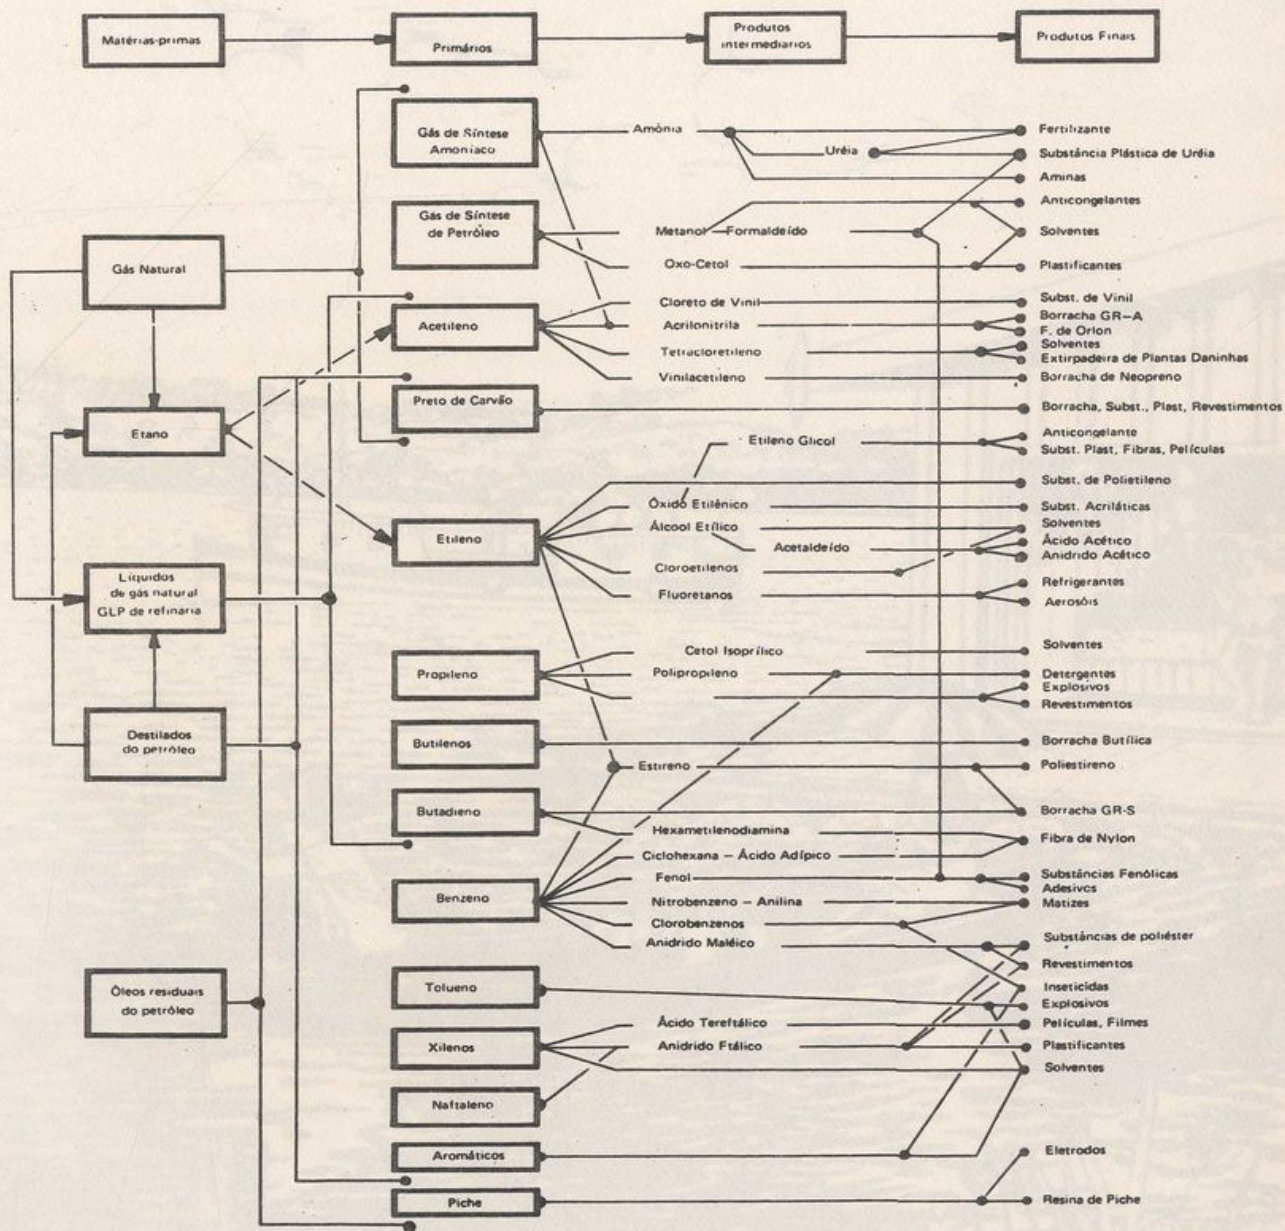 Matérias-primas
Primários
Produtos
intermediários
Produtos Finais
Gás Natural
Etano
Líquidos
de gás natural
GLP de refinaria
Destilados
do petróleo
Óleos residuais
do petróleo
Gás de Síntese
Amoníaco
Gás de Síntese
de Petróleo
Acetileno
Preto de Carvão
Etileno
Propileno
Butilenos
Butadieno
Benzeno
Tolueno
Xilenos
Naftaleno
Aromáticos
Piche
Amônia
Uréia
Metanol — Formaldeído
Oxo-Cetol
Cloreto de Vinil
Acrilonitrila
Tetracloretileno
Vinilacetileno
Etileno Glicol
Óxido Etilênico
Álcool Etílico
Acetaldeído
Cloroetilenos
Fluoretanos
Cetol Isoprílico
Polipropileno
Estireno
Hexametilenodiamina
Ciclohexana — Ácido Adípico
Fenol
Nitrobenzeno — Anilina
Clorobenzenos
Anidrido Maléico
Ácido Tereftálico
Anidrido Ftálico
Fertilizante
Substância Plástica de Uréia
Aminas
Anticongelantes
Solventes
Plastificantes
Subst. de Vinil
Borracha GR—A
F. de Orlon
Solventes
Extirpadeira de Plantas Daninhas
Borracha de Neopreno
Borracha, Subst., Plast, Revestimentos
Anticongelante
Subst. Plast, Fibras, Películas
Subst. de Polietileno
Subst. Acriláticas
Solventes
Ácido Acético
Anidrido Acético
Refrigerantes
Aerosóis
Solventes
Detergentes
Explosivos
Revestimentos
Borracha Butílica
Poliestireno
Borracha GR-S
Fibra de Nylon
Substâncias Fenólicas
Adesivos
Matizes
Substâncias de poliéster
Revestimentos
Inseticidas
Explosivos
Películas, Filmes
Plastificantes
Solventes
Eletrodos
Resina de Piche